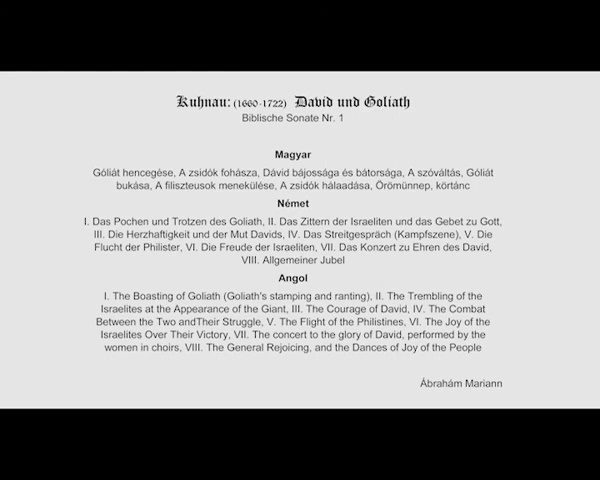 Kuhnau: (1660-1722) David und Goliath
Biblische Sonate Nr. 1
Magyar
Góliát hencegése, A zsidók fohásza, Dávid bájossága és bátorsága, A szóváltás, Góliát
bukása, A filiszteusok menekülése, A zsidók hálaadása, Örömünnep, körtánc
Német
I. Das Pochen und Trotzen des Goliath, II. Das Zittern der Israeliten und das Gebet zu Gott,
III. Die Herzhaftigkeit und der Mut Davids, IV. Das Streitgespräch (Kampfszene), V. Die
Flucht der Philister, VI. Die Freude der Israeliten, VII. Das Konzert zu Ehren des David,
VIII. Allgemeiner Jubel
Angol
I. The Boasting of Goliath (Goliath's stamping and ranting), II. The Trembling of the
Israelites at the Appearance of the Giant, III. The Courage of David, IV. The Combat
Between the Two andTheir Struggle, V. The Flight of the Philistines, VI. The Joy of the
Israelites Over Their Victory, VII. The concert to the glory of David, performed by the
women in choirs, VIII. The General Rejoicing, and the Dances of Joy of the People
Ábrahám Mariann